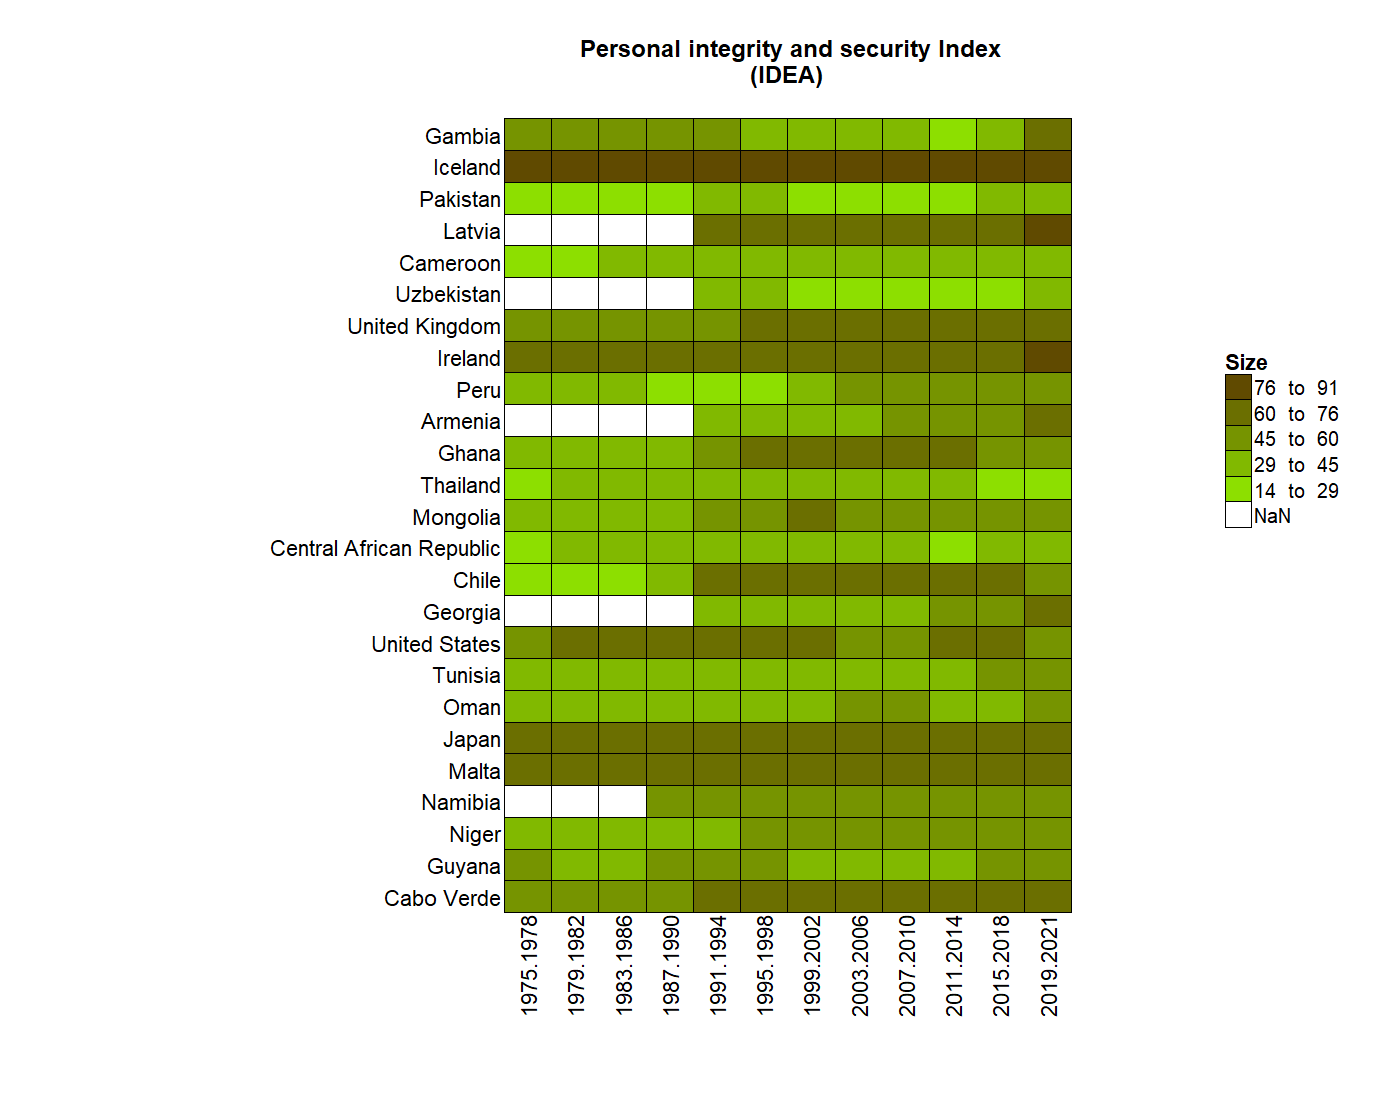 Personal integrity and security Index
(IDEA)
Gambia
Iceland
Pakistan
Latvia
Cameroon
Uzbekistan
United Kingdom
Ireland
Peru
Armenia
Ghana
Thailand
Mongolia
Central African Republic
Chile
Georgia
United States
Tunisia
Oman
Japan
Malta
Namibia
Niger
Guyana
Cabo Verde
1975.1978
1979.1982
1983.1986
1987.1990
1991.1994
1995.1998
1999.2002
2003.2006
2007.2010
2011.2014
2015.2018
2019.2021
Size
76 to 91
60 to 76
45 to 60
29 to 45
14 to 29
NaN